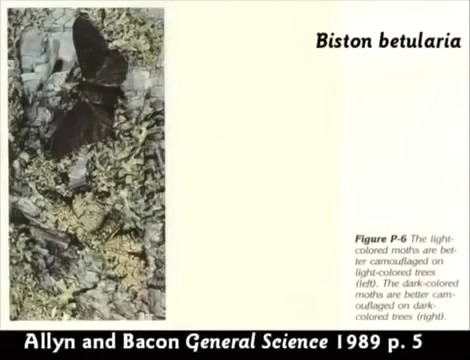 Biston betularia
Figure P-6 The light-
colored moths are bet-
ter camouflaged on
light-colored trees
(left). The dark-colored
moths are better cam-
ouflaged on dark-
colored trees (right).
Allyn and Bacon General Science 1989 p. 5